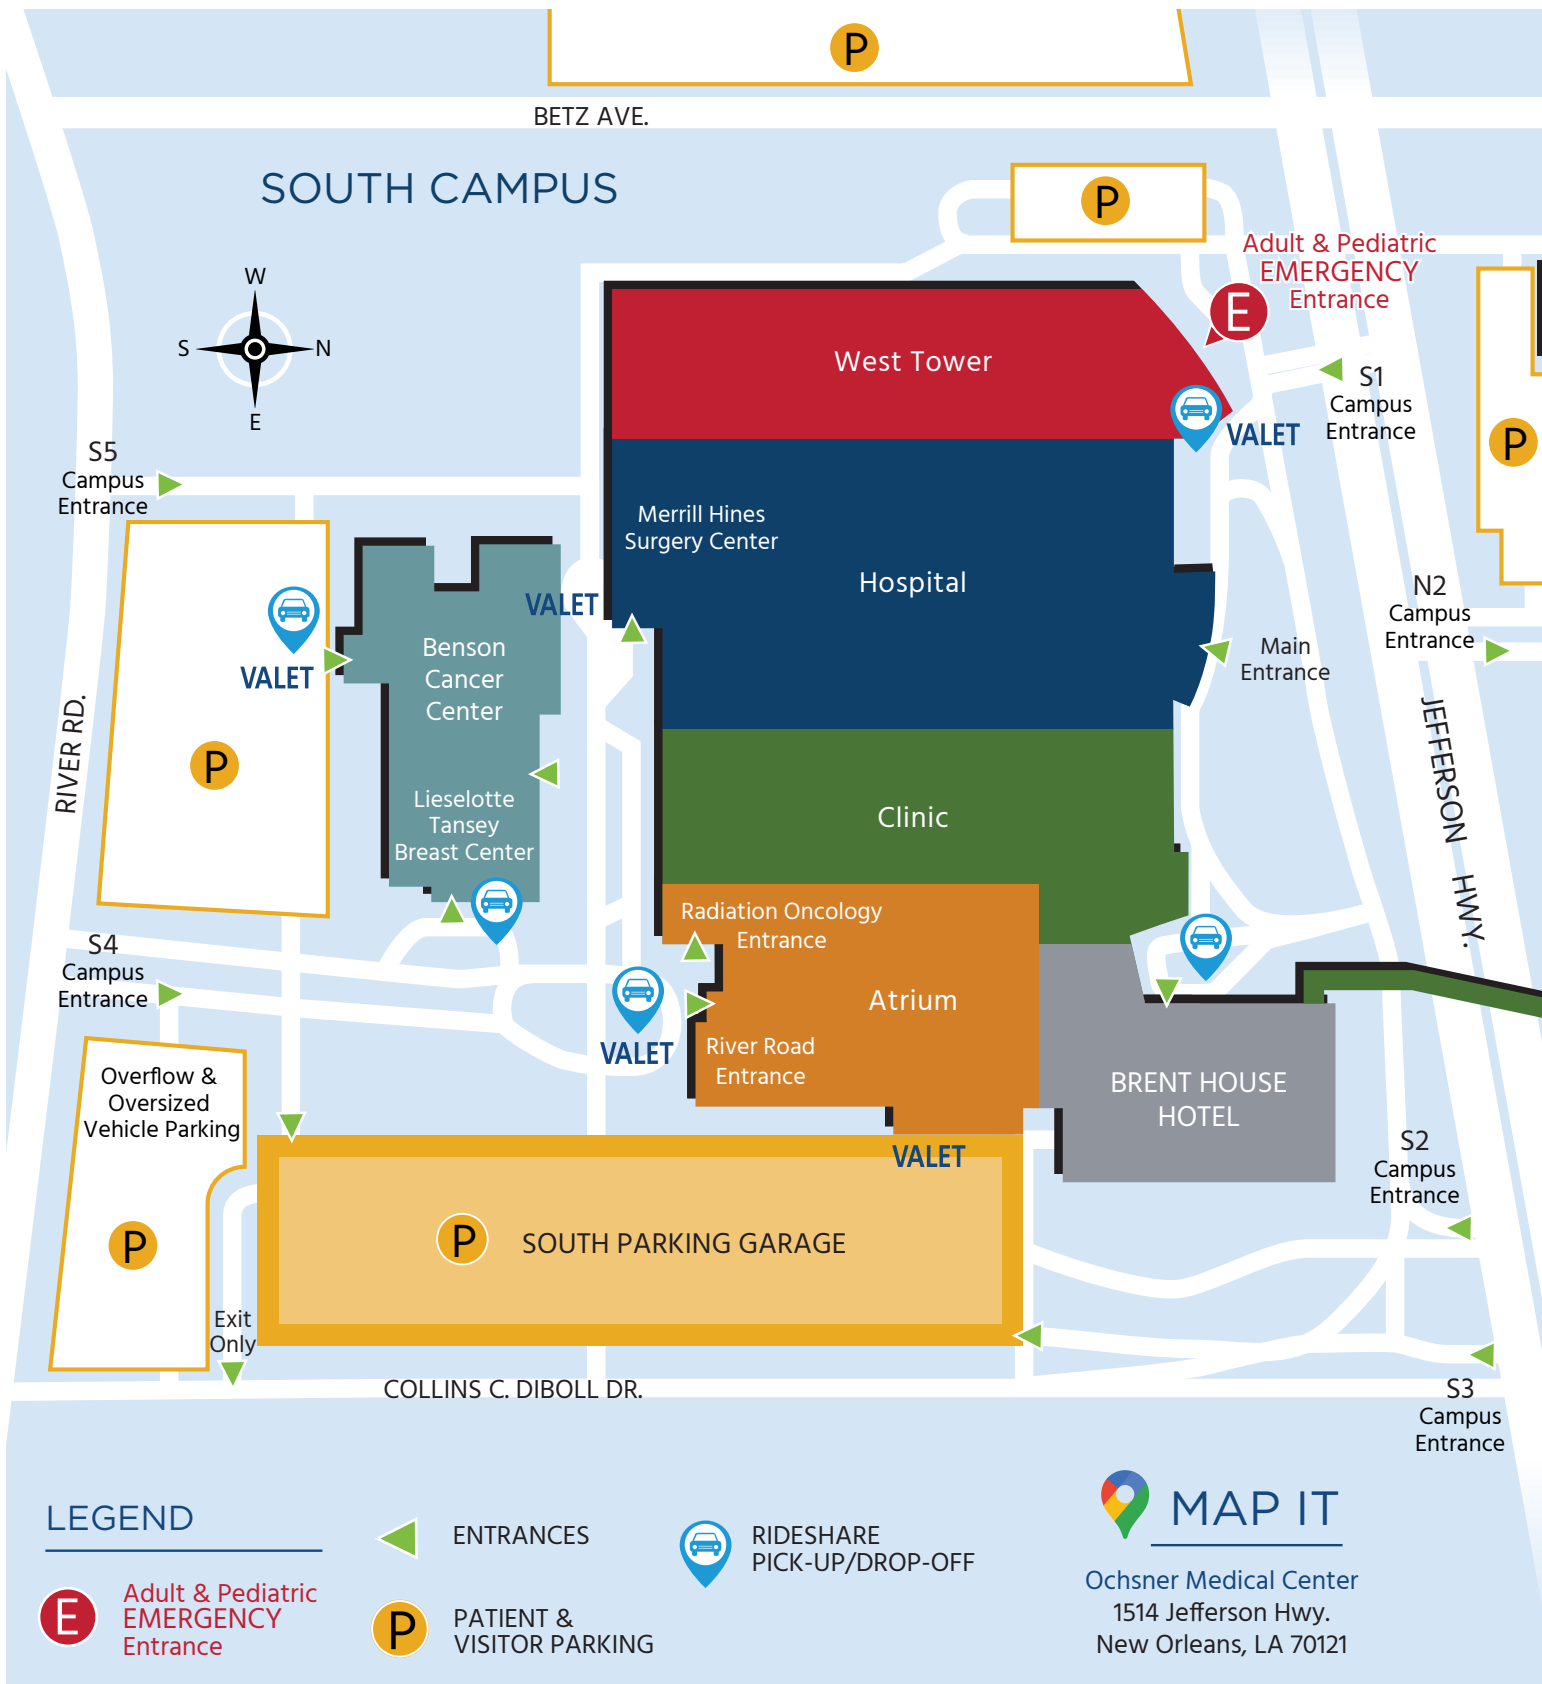 P
BETZ AVE.
SOUTH CAMPUS
P
Adult & Pediatric
EMERGENCY
Entrance
E
W
S
N
E
West Tower
S1
Campus
Entrance
VALET
P
S5
Campus
Entrance
Merrill Hines
Surgery Center
Hospital
VALET
N2
Campus
Entrance
Main
Entrance
Benson
Cancer
Center
VALET
RIVER RD.
P
JEFFERSON HWY.
Lieselotte
Tansey
Breast Center
Clinic
Radiation Oncology
Entrance
S4
Campus
Entrance
Atrium
VALET
River Road
Entrance
Overflow &
Oversized
Vehicle Parking
BRENT HOUSE
HOTEL
VALET
S2
Campus
Entrance
P
P
SOUTH PARKING GARAGE
Exit
Only
COLLINS C. DIBOLL DR.
S3
Campus
Entrance
LEGEND
E
Adult & Pediatric
EMERGENCY
Entrance
ENTRANCES
P
PATIENT &
VISITOR PARKING
RIDESHARE
PICK-UP/DROP-OFF
MAP IT
Ochsner Medical Center
1514 Jefferson Hwy.
New Orleans, LA 70121